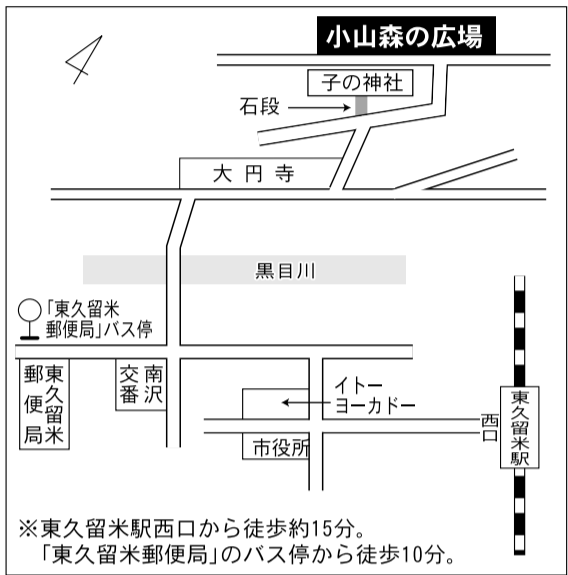 小山森の広場
子の神社
石段
大円寺
黒目川
「東久留米
郵便局」バス停
東久留米
郵便局
南沢
交番
イトー
ヨーカドー
市役所
西口
東久留米駅
※東久留米駅西口から徒歩約15分。
「東久留米郵便局」のバス停から徒歩10分。